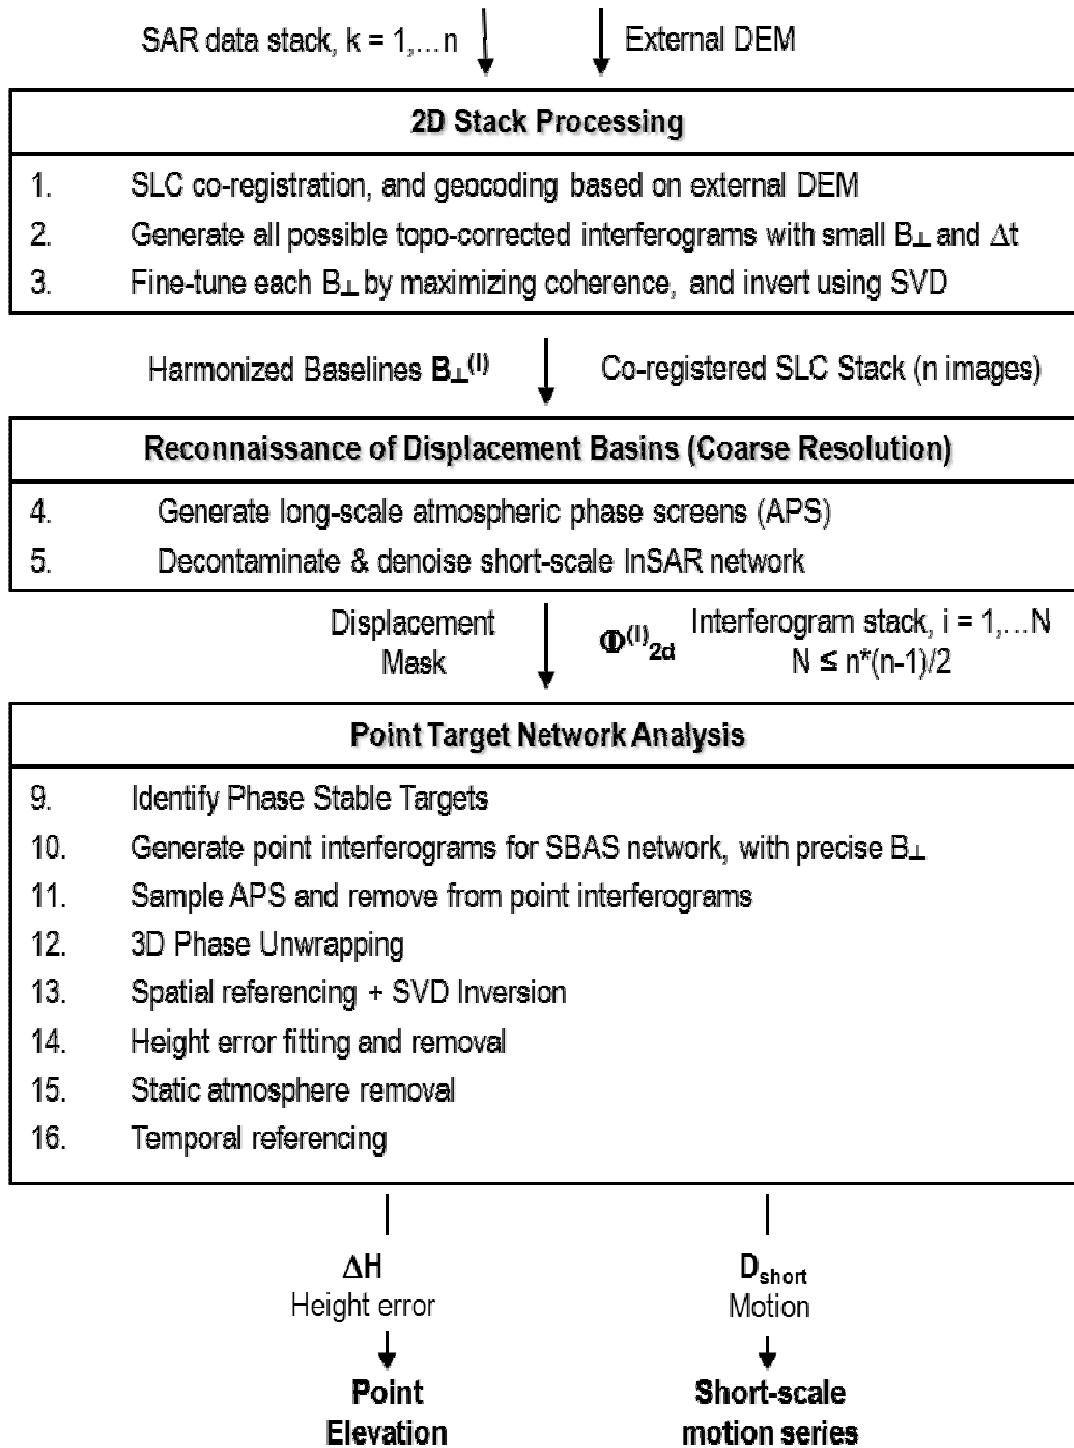 SAR data stack, k = 1,...n
External DEM
2D Stack Processing
1. SLC co-registration, and geocoding based on external DEM
2. Generate all possible topo-corrected interferograms with small B⊥ and Δt
3. Fine-tune each B⊥ by maximizing coherence, and invert using SVD
Harmonized Baselines B⊥(I)
Co-registered SLC Stack (n images)
Reconnaissance of Displacement Basins (Coarse Resolution)
4. Generate long-scale atmospheric phase screens (APS)
5. Decontaminate & denoise short-scale InSAR network
Displacement
Mask
Φ(I)2d
Interferogram stack, i = 1,...N
N ≤ n*(n-1)/2
Point Target Network Analysis
9. Identify Phase Stable Targets
10. Generate point interferograms for SBAS network, with precise B⊥
11. Sample APS and remove from point interferograms
12. 3D Phase Unwrapping
13. Spatial referencing + SVD Inversion
14. Height error fitting and removal
15. Static atmosphere removal
16. Temporal referencing
ΔH
Height error
Point
Elevation
Dshort
Motion
Short-scale
motion series